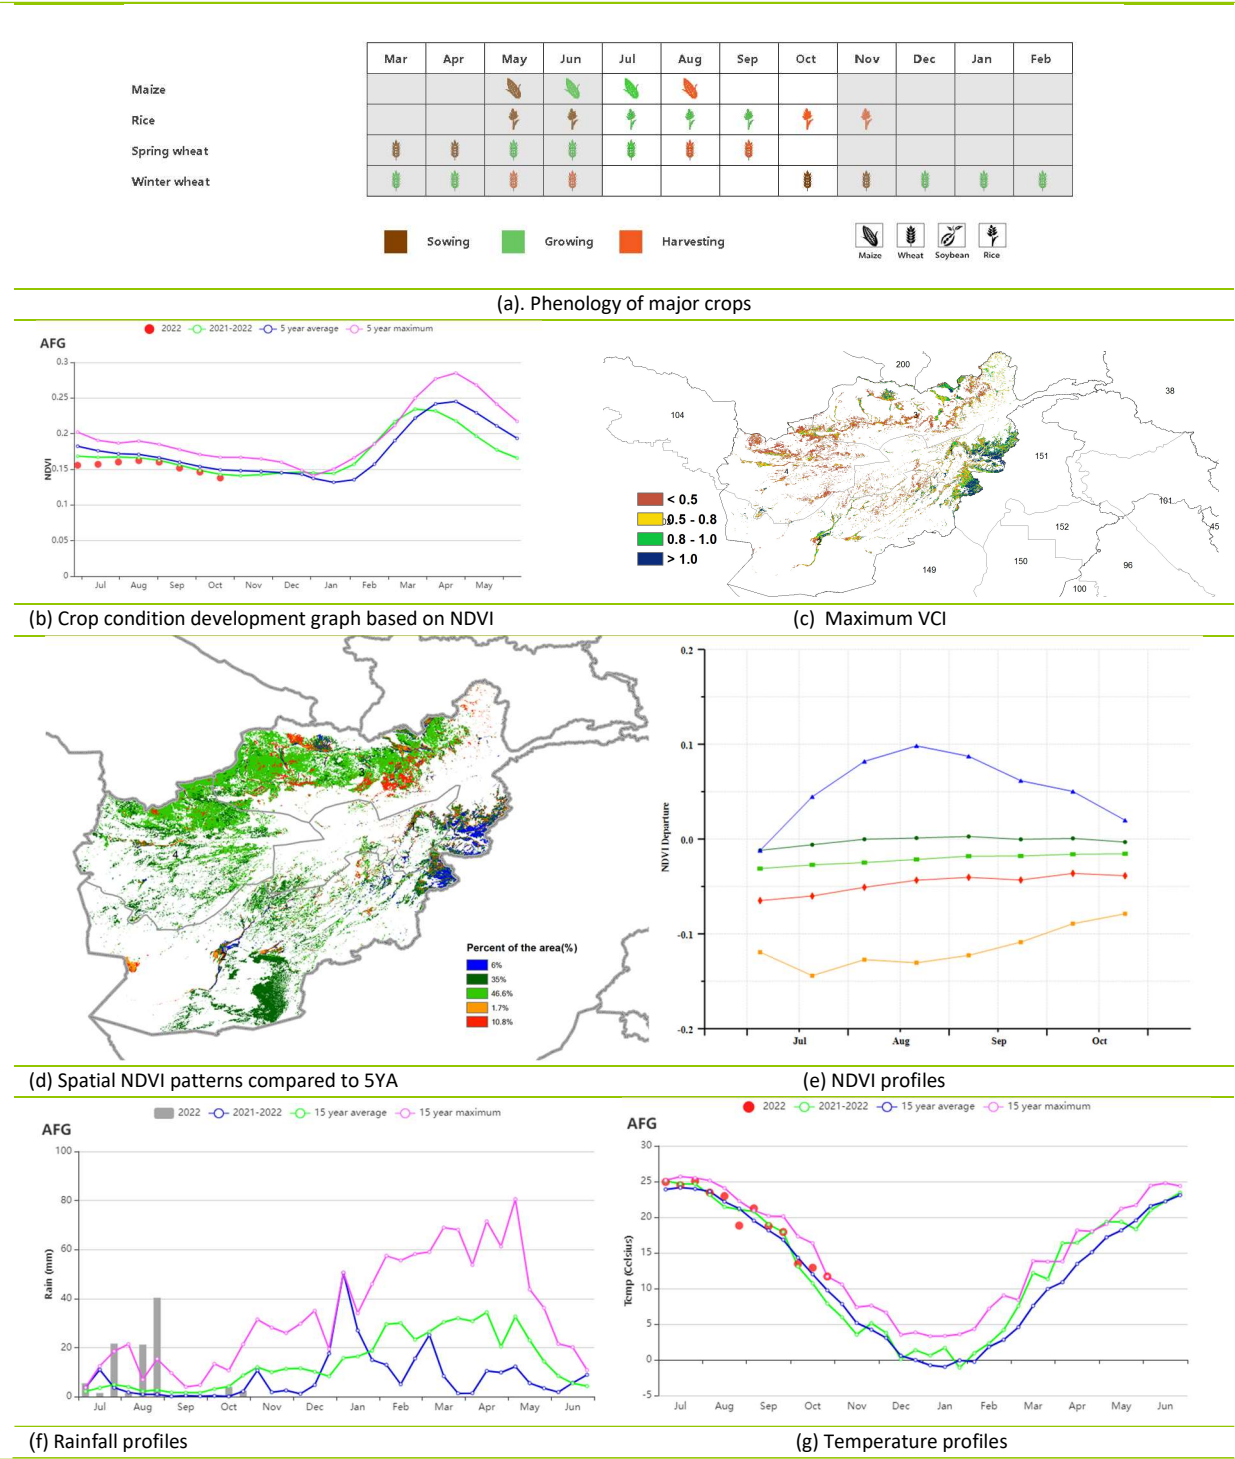 Mar Apr May Jun Jul Aug Sep Oct Nov Dec Jan Feb
Maize
Rice
Spring wheat
Winter wheat
Sowing Growing Harvesting
Maize Wheat Soybean Rice
(a). Phenology of major crops
2022 2021-2022 5 year average 5 year maximum
AFG
0.3
0.25
0.2
0.15
0.1
0.05
0
NDVI
Jul Aug Sep Oct Nov Dec Jan Feb Mar Apr May
200
38
104
3
151
4
101
45
152
2
149
150
96
100
< 0.5
0.5 - 0.8
0.8 - 1.0
> 1.0
(b) Crop condition development graph based on NDVI
(c) Maximum VCI
4
Percent of the area(%)
6%
35%
46.6%
1.7%
10.8%
0.2
0.1
0.0
-0.1
-0.2
NDVI Departure
Jul Aug Sep Oct
(d) Spatial NDVI patterns compared to 5YA
(e) NDVI profiles
2022 2021-2022 15 year average 15 year maximum
AFG
100
80
60
40
20
0
Rain (mm)
Jul Aug Sep Oct Nov Dec Jan Feb Mar Apr May Jun
2022 2021-2022 15 year average 15 year maximum
AFG
30
25
20
15
10
5
0
-5
Temp (Celsius)
Jul Aug Sep Oct Nov Dec Jan Feb Mar Apr May Jun
(f) Rainfall profiles
(g) Temperature profiles